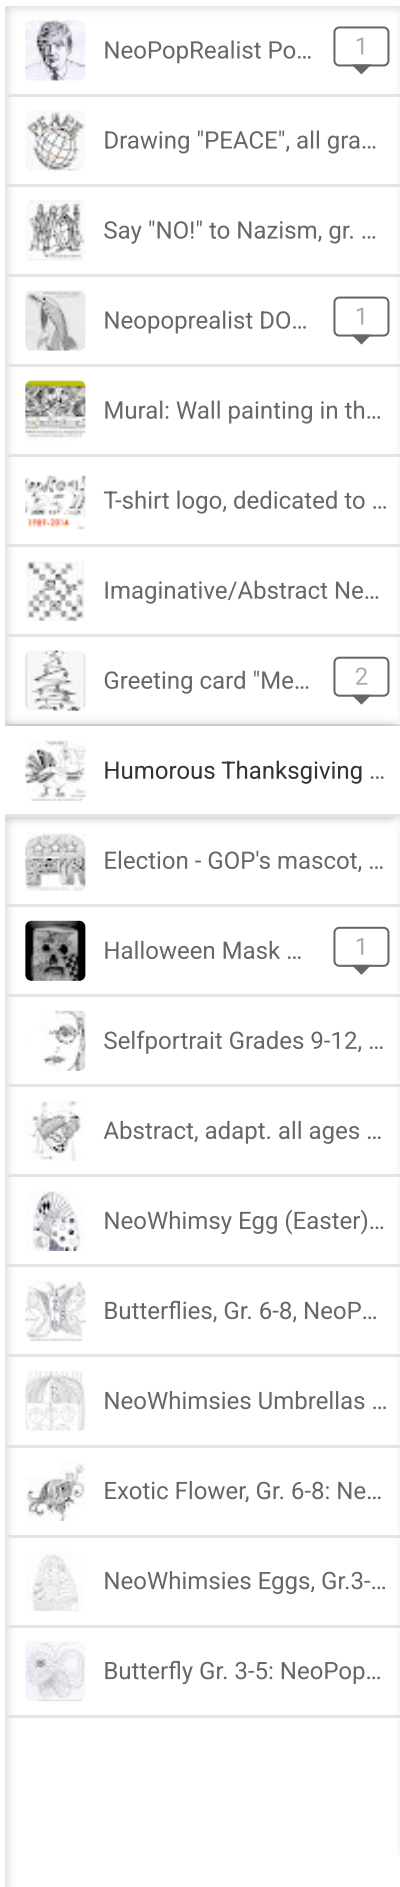 NeoPopRealist Po... 1
Drawing "PEACE", all gra...
Say "NO!" to Nazism, gr. ...
Neopoprealist DO... 1
Mural: Wall painting in th...
T-shirt logo, dedicated to ...
1989-2014
Imaginative/Abstract Ne...
Greeting card "Me... 2
Humorous Thanksgiving ...
Election - GOP's mascot, ...
Halloween Mask ... 1
Selfportrait Grades 9-12, ...
Abstract, adapt. all ages ...
NeoWhimsy Egg (Easter)...
Butterflies, Gr. 6-8, NeoP...
NeoWhimsies Umbrellas ...
Exotic Flower, Gr. 6-8: Ne...
NeoWhimsies Eggs, Gr.3-...
Butterfly Gr. 3-5: NeoPop...